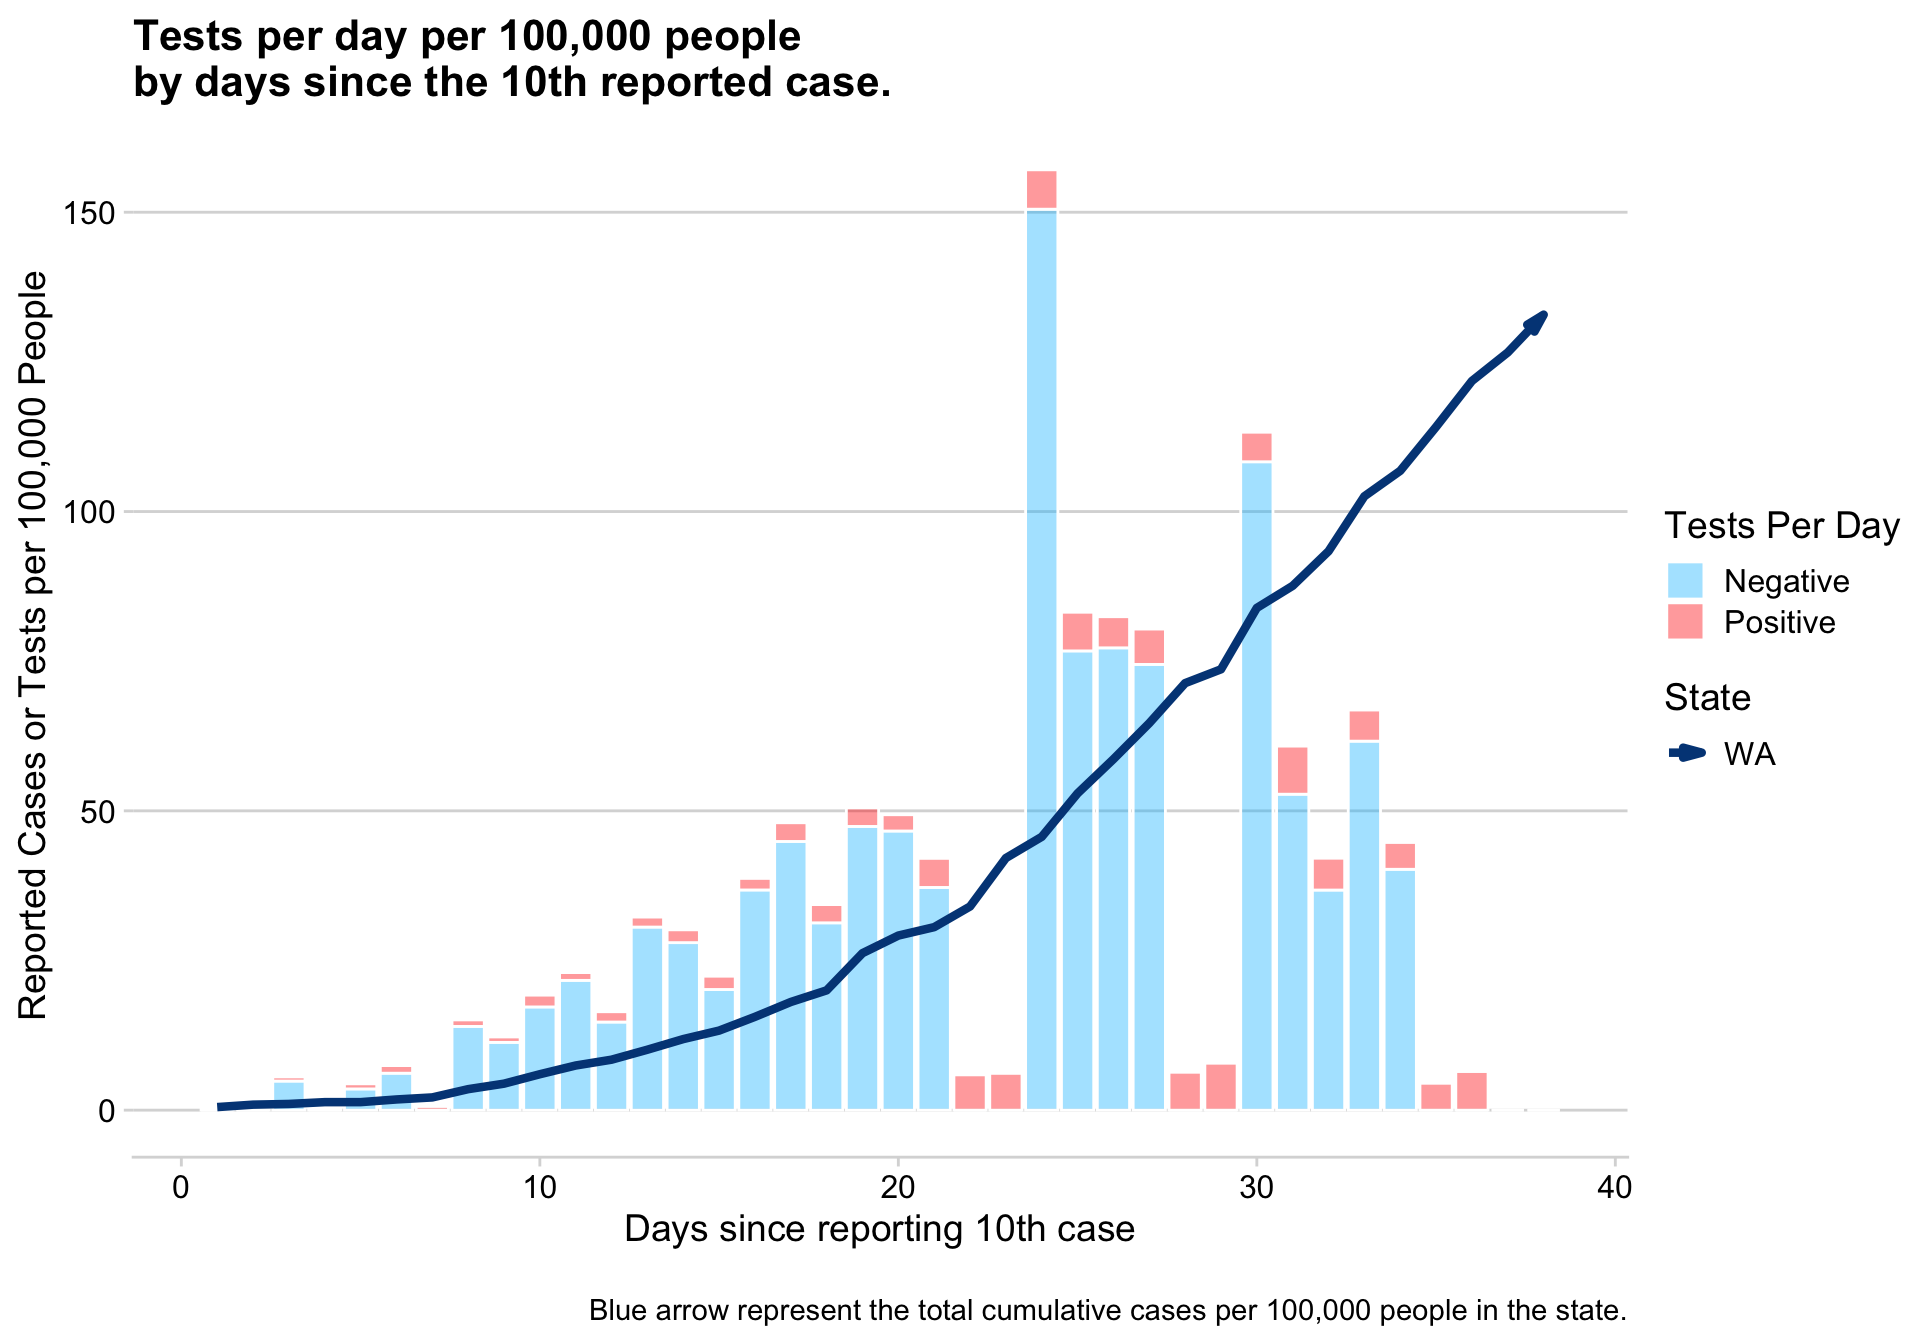 Tests per day per 100,000 people
by days since the 10th reported case.
Reported Cases or Tests per 100,000 People
150
100
50
0
0 10 20 30 40
Days since reporting 10th case
Tests Per Day
Negative
Positive
State
WA
Blue arrow represent the total cumulative cases per 100,000 people in the state.